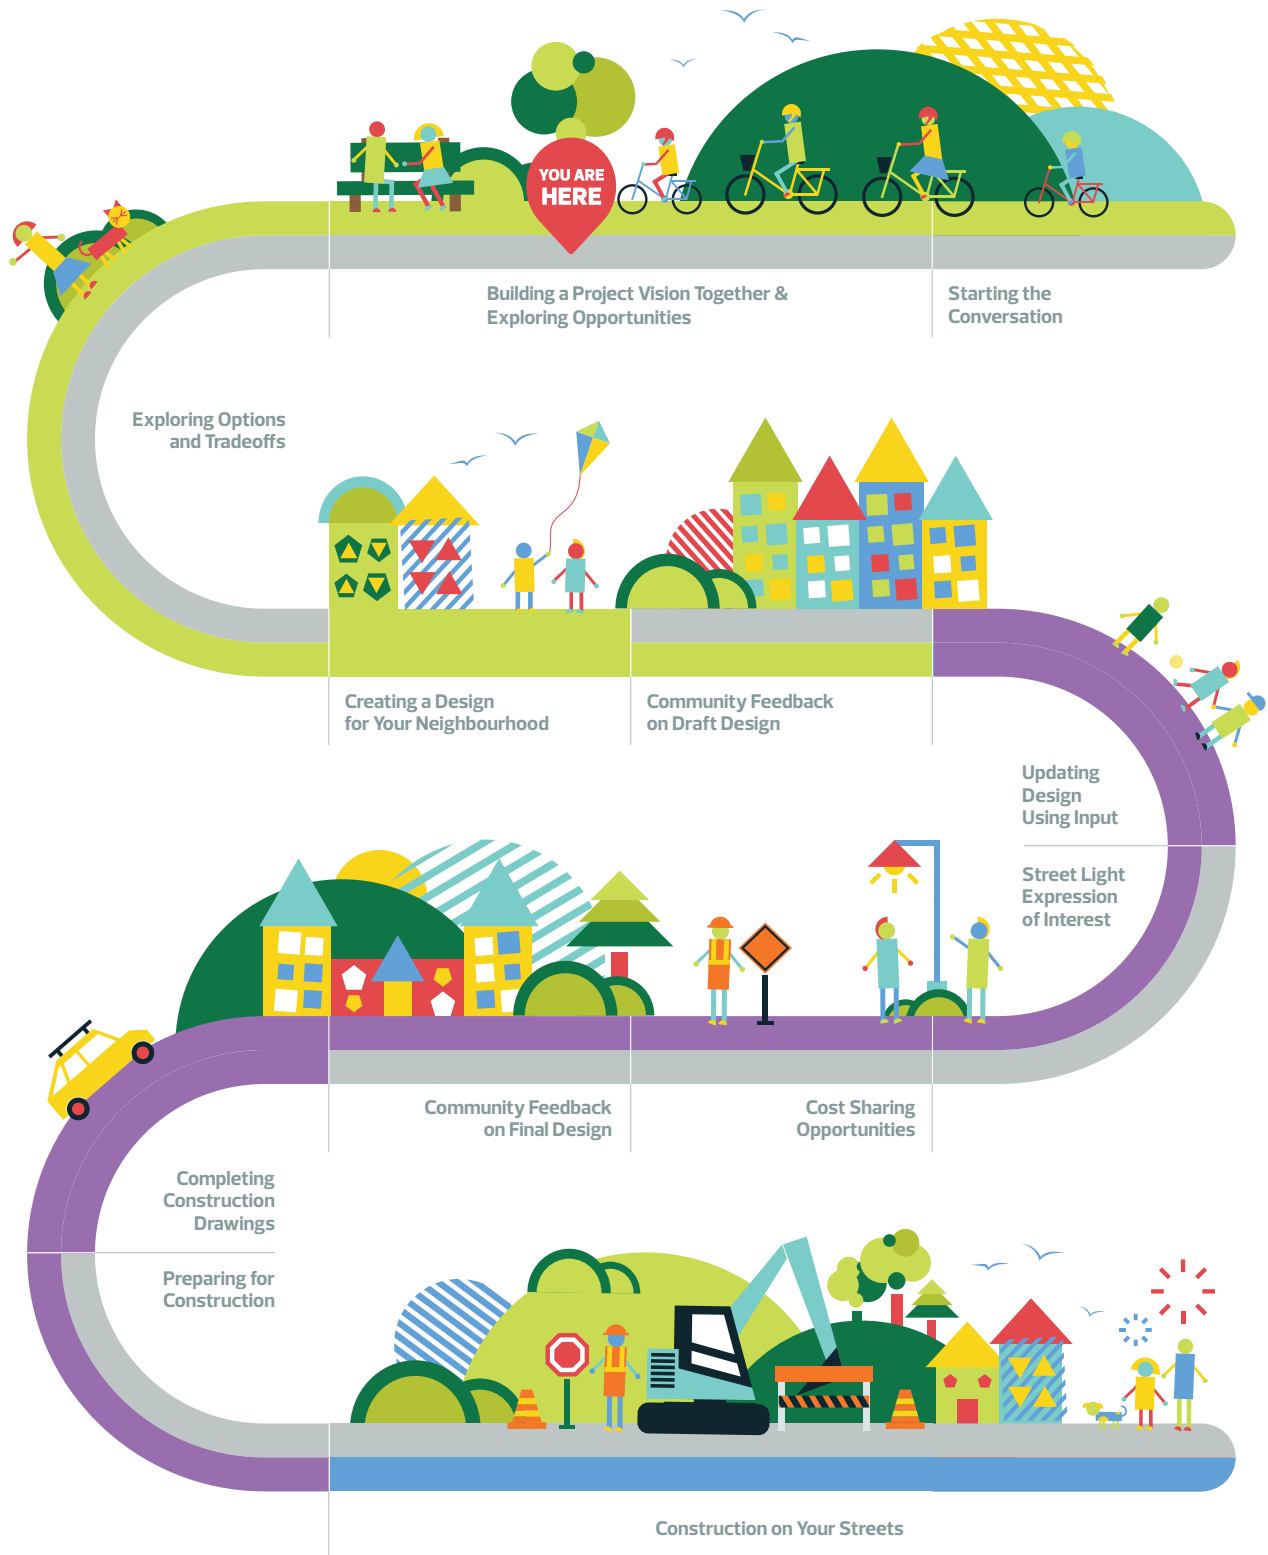 YOU ARE
HERE
Building a Project Vision Together &
Exploring Opportunities
Starting the
Conversation
Exploring Options
and Tradeoffs
Creating a Design
for Your Neighbourhood
Community Feedback
on Draft Design
Updating
Design
Using Input
Street Light
Expression
of Interest
Community Feedback
on Final Design
Cost Sharing
Opportunities
Completing
Construction
Drawings
Preparing for
Construction
Construction on Your Streets